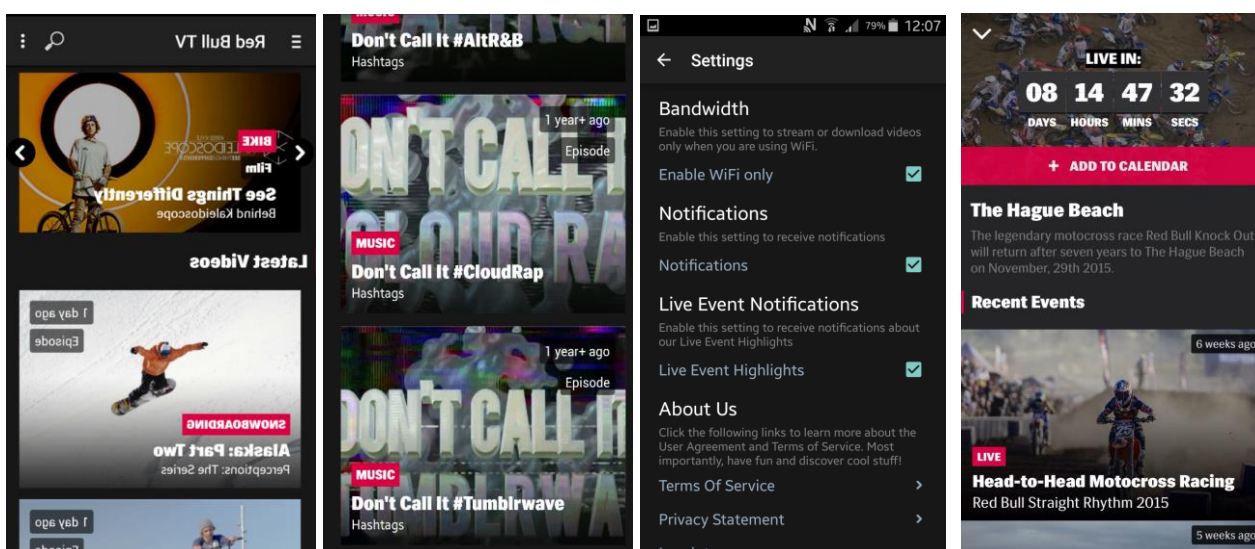 Red Bull TV
BIKE
Film
See Things Differently
Behind Kaleidoscope
Latest Videos
1 day ago
Episode
SNOWBOARDING
Alaska: Part Two
Perceptions: The Series
1 day ago
Don't Call It #AltR&B
Hashtags
1 year+ ago
Episode
ON'T CALL I
CLOUD RA
MUSIC
Don't Call It #CloudRap
Hashtags
1 year+ ago
Episode
DON'T CALL IT
TUMBLRWA
MUSIC
Don't Call It #Tumblrwave
Hashtags
79% 12:07
Settings
Bandwidth
Enable this setting to stream or download videos
only when you are using WiFi.
Enable WiFi only
Notifications
Enable this setting to receive notifications
Notifications
Live Event Notifications
Enable this setting to receive notifications about
our Live Event Highlights
Live Event Highlights
About Us
Click the following links to learn more about the
User Agreement and Terms of Service. Most
importantly, have fun and discover cool stuff!
Terms Of Service
Privacy Statement
LIVE IN:
08 14 47 32
DAYS HOURS MINS SECS
+ ADD TO CALENDAR
The Hague Beach
The legendary motocross race Red Bull Knock Out
will return after seven years to The Hague Beach
on November, 29th 2015.
Recent Events
6 weeks ago
LIVE
Head-to-Head Motocross Racing
Red Bull Straight Rhythm 2015
5 weeks ago